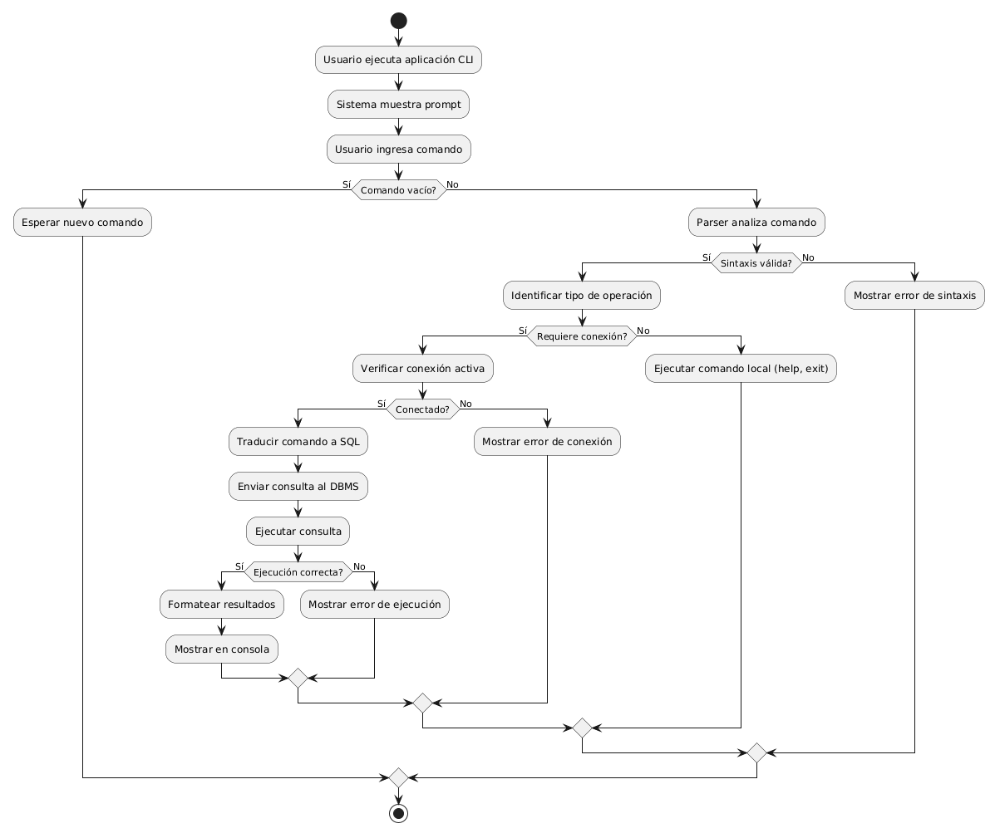 Usuario ejecuta aplicación CLI
Sistema muestra prompt
Usuario ingresa comando
Sí
Comando vacío?
No
Esperar nuevo comando
Parser analiza comando
Sí
Sintaxis válida?
No
Identificar tipo de operación
Mostrar error de sintaxis
Sí
Requiere conexión?
No
Verificar conexión activa
Ejecutar comando local (help, exit)
Sí
Conectado?
No
Traducir comando a SQL
Mostrar error de conexión
Enviar consulta al DBMS
Ejecutar consulta
Sí
Ejecución correcta?
No
Formatear resultados
Mostrar error de ejecución
Mostrar en consola